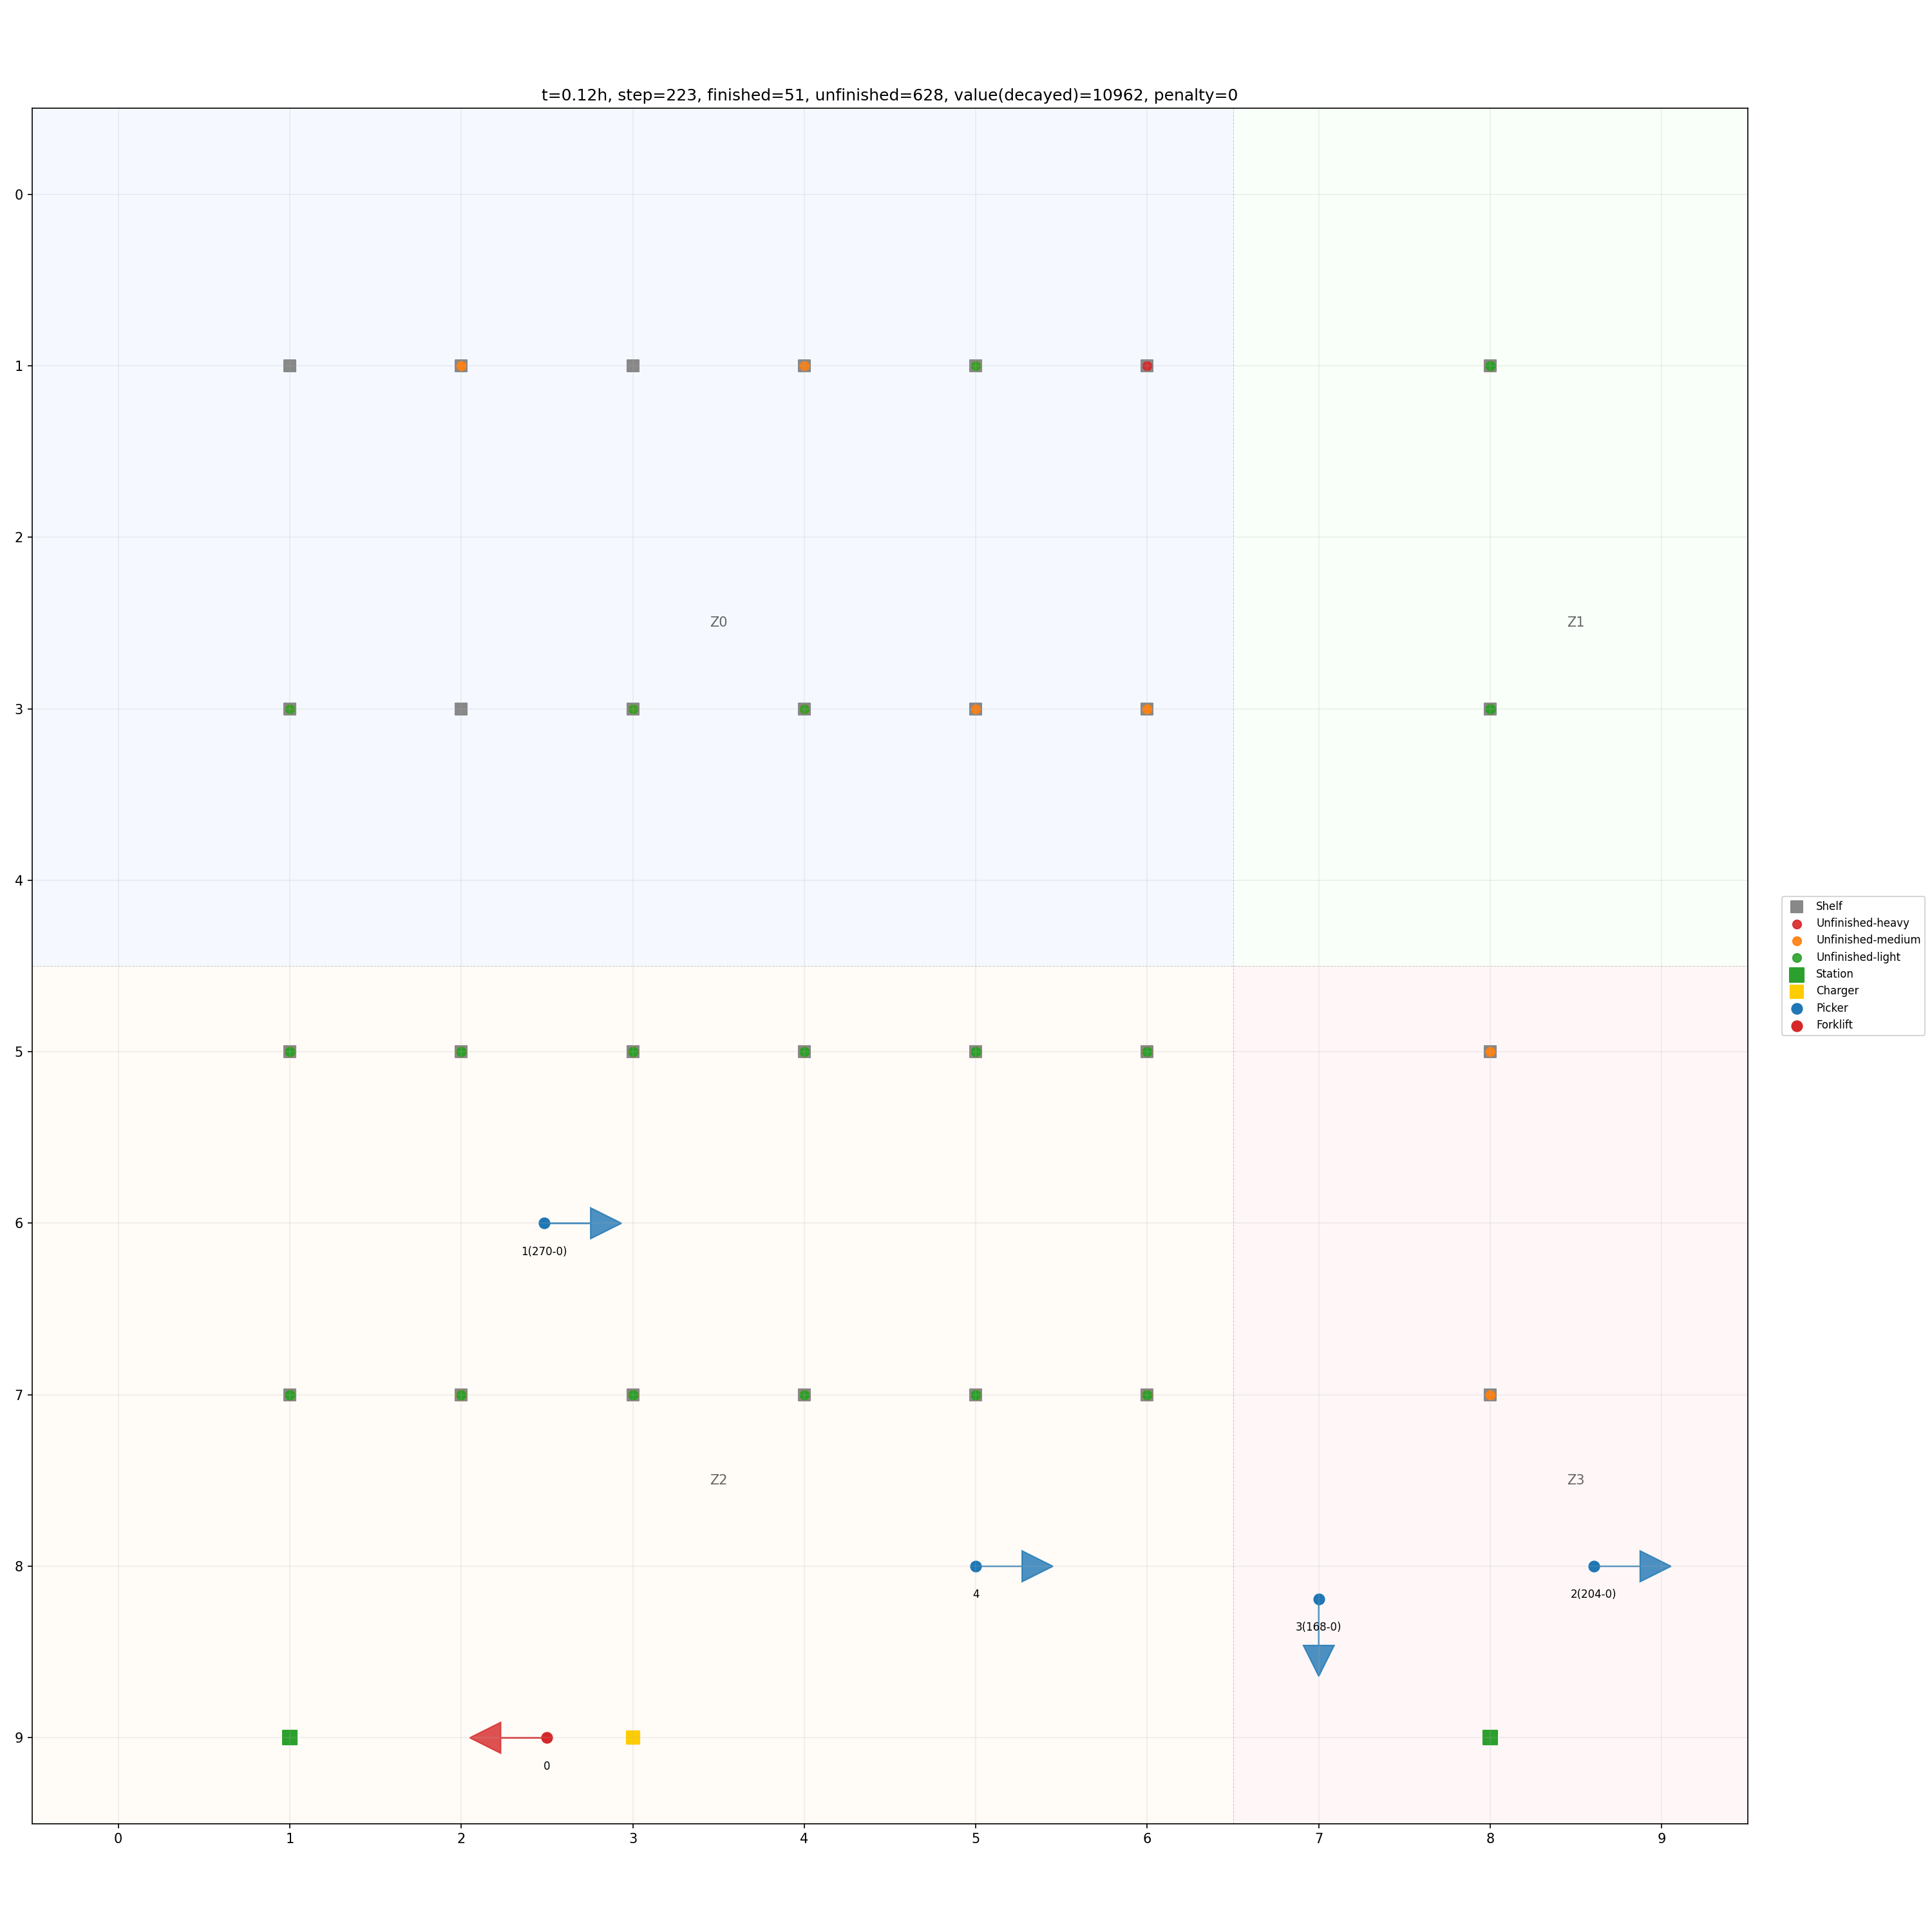 t=0.12h, step=223, finished=51, unfinished=628, value(decayed)=10962, penalty=0
0
1
2
Z0
Z1
3
4
Shelf
Unfinished-heavy
Unfinished-medium
Unfinished-light
Station
Charger
Picker
Forklift
5
6
1(270-0)
7
Z2
Z3
8
4
2(204-0)
3(168-0)
9
0
0 1 2 3 4 5 6 7 8 9